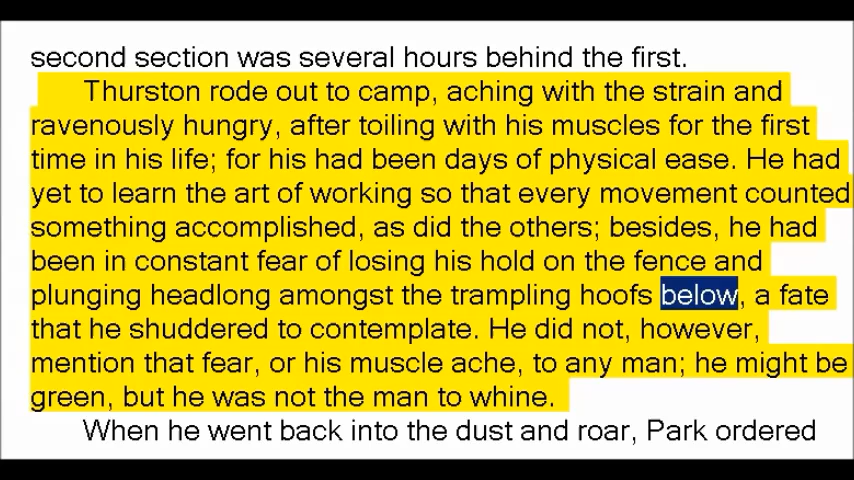 second section was several hours behind the first.
Thurston rode out to camp, aching with the strain and
ravenously hungry, after toiling with his muscles for the first
time in his life; for his had been days of physical ease. He had
yet to learn the art of working so that every movement counted
something accomplished, as did the others; besides, he had
been in constant fear of losing his hold on the fence and
plunging headlong amongst the trampling hoofs below, a fate
that he shuddered to contemplate. He did not, however,
mention that fear, or his muscle ache, to any man; he might be
green, but he was not the man to whine.
When he went back into the dust and roar, Park ordered